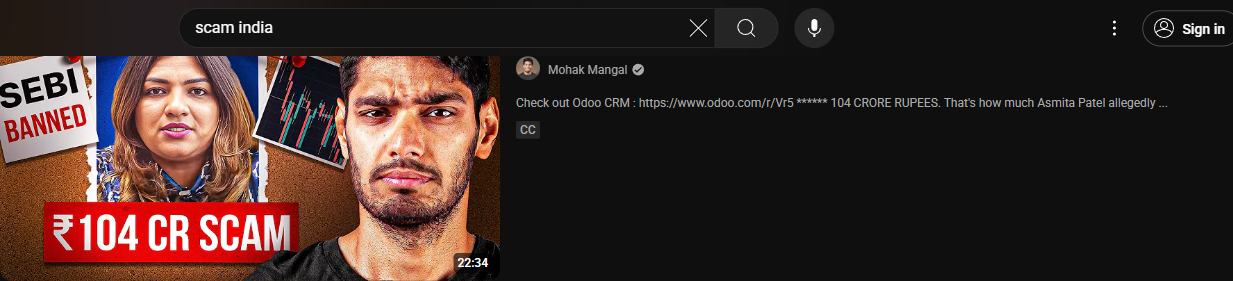 scam india
Sign in
SEBI
BANNED
₹104 CR SCAM
22:34
Mohak Mangal
Check out Odoo CRM : https://www.odoo.com/r/Vr5 ****** 104 CRORE RUPEES. That's how much Asmita Patel allegedly ...
CC